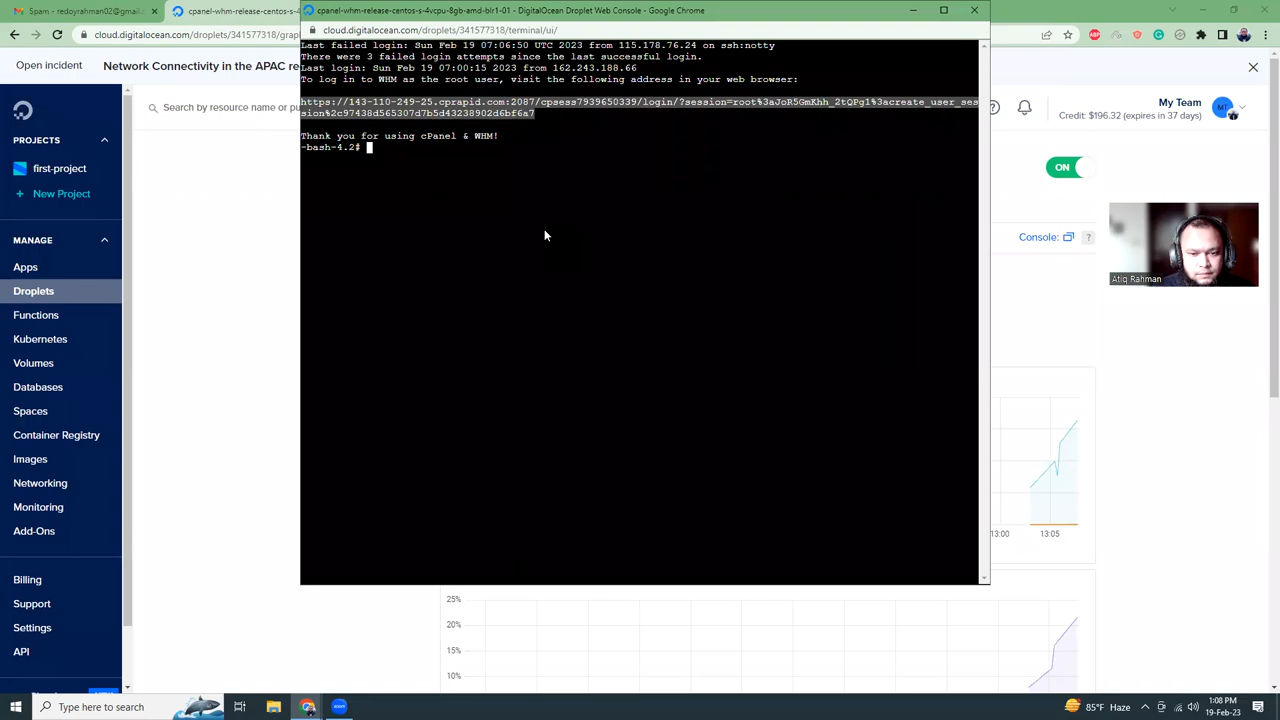 Spam - redoyrahman02@gmail.com
cpanel-whm-release-centos-s-4vcpu-8gb-amd-blr1-01 - DigitalOcean Droplet Web Console - Google Chrome
cloud.digitalocean.com/droplets/341577318/grap
cloud.digitalocean.com/droplets/341577318/terminal/ui/
Open incident
Network Connectivity in the APAC re
Last failed login: Sun Feb 19 07:06:50 UTC 2023 from 115.178.76.24 on ssh:notty
There were 3 failed login attempts since the last successful login.
Last login: Sun Feb 19 07:00:15 2023 from 162.243.188.66
To log in to WHM as the root user, visit the following address in your web browser:
https://143-110-249-25.cprapid.com:2087/cpsess7939650339/login/?session=root%3aJoR5GmKhh_2tQPg1%3acreate_user_ses
sion%2c97438d565307d7b5d43238902d6bf6a7
Thank you for using cPanel & WHM!
-bash-4.2#
Search by resource name or pu
My Team
Credit: $196.32 (expires in 37 days)
MT
PROJECTS
first-project
+ New Project
MANAGE
Apps
Droplets
Functions
Kubernetes
Volumes
Databases
Spaces
Container Registry
Images
Networking
Monitoring
Add-Ons
Billing
Support
Settings
API
ON
Console:
?
Atiq Rahman
13:00
13:05
25%
20%
15%
10%
Type here to search
zoom
85°F Haze
1:08 PM
19-Feb-23